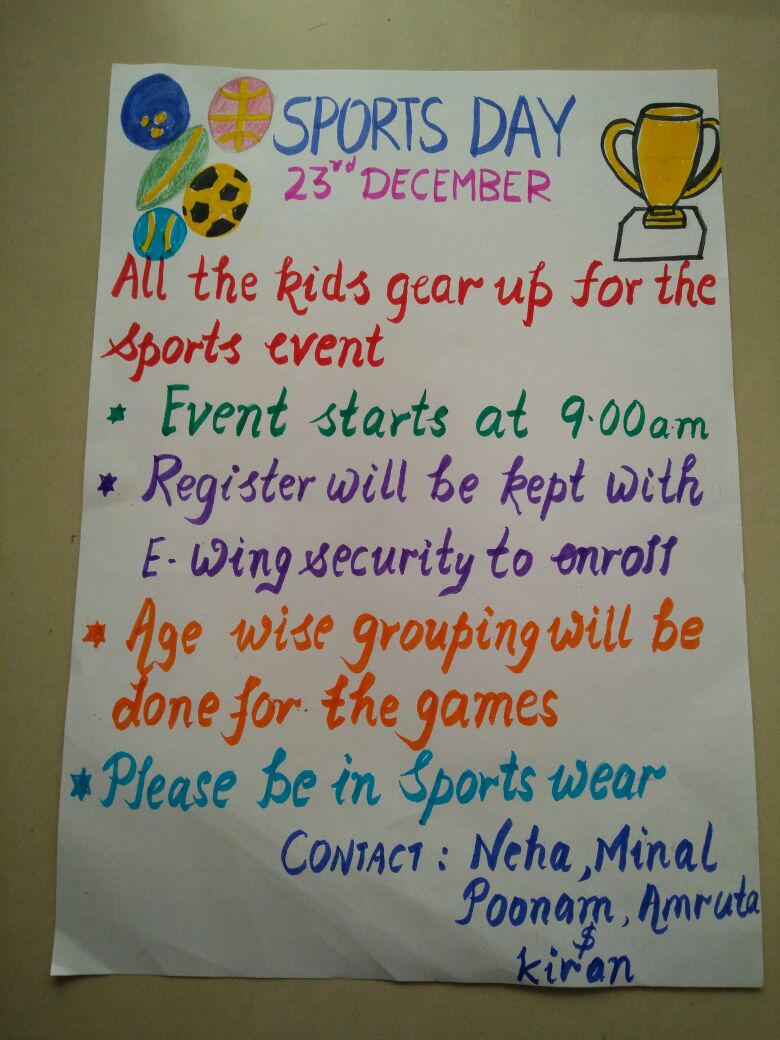 SPORTS DAY
23rd DECEMBER
All the kids gear up for the
sports event
* Event starts at 9.00am
* Register will be kept with
E-Wing security to enroll
* Age wise grouping will be
done for the games
* Please be in Sports wear
CONTACT : Neha, Minal
Poonam, Amruta
$
kiran